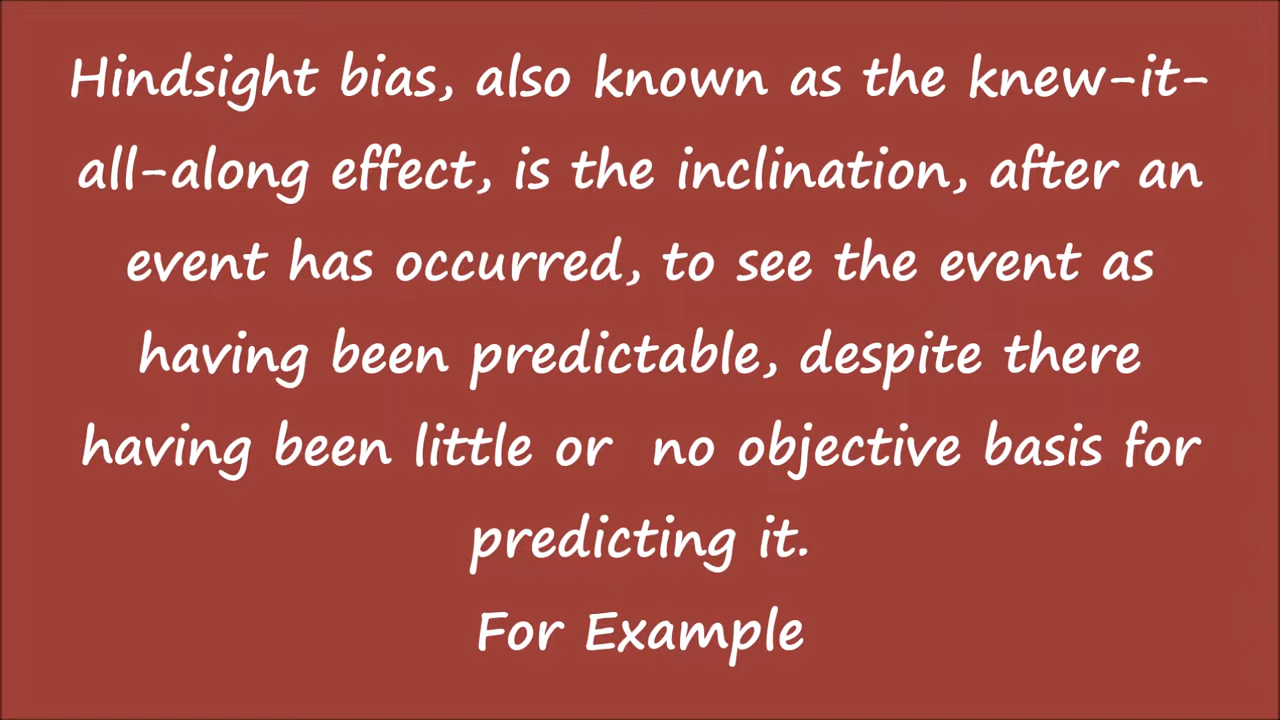 Hindsight bias, also known as the knew-it-
all-along effect, is the inclination, after an
event has occurred, to see the event as
having been predictable, despite there
having been little or  no objective basis for
predicting it.
For Example